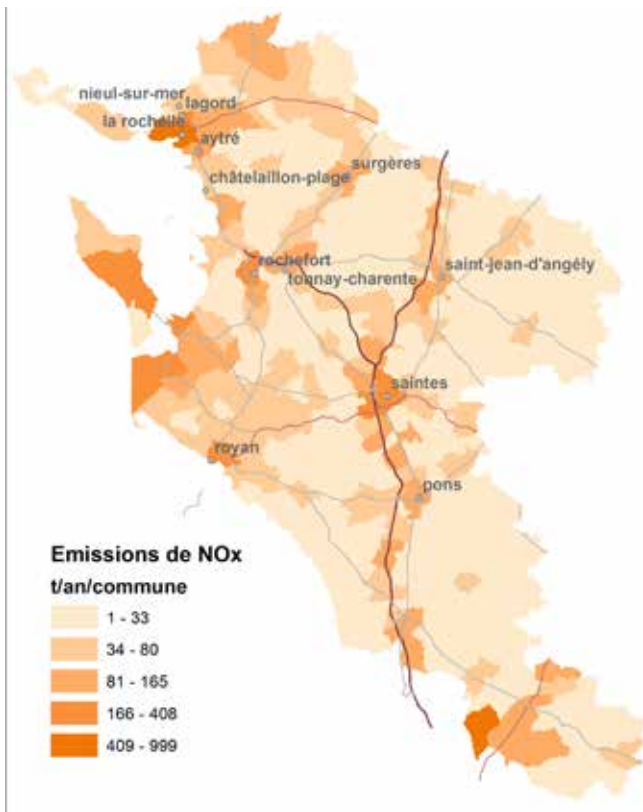 nieul-sur-mer
lagord
la rochelle
aytré
surgères
châtelaillon-plage
rochefort
tonnay-charente
saint-jean-d'angély
saintes
royan
pons
Emissions de NOx
t/an/commune
1 - 33
34 - 80
81 - 165
166 - 408
409 - 999